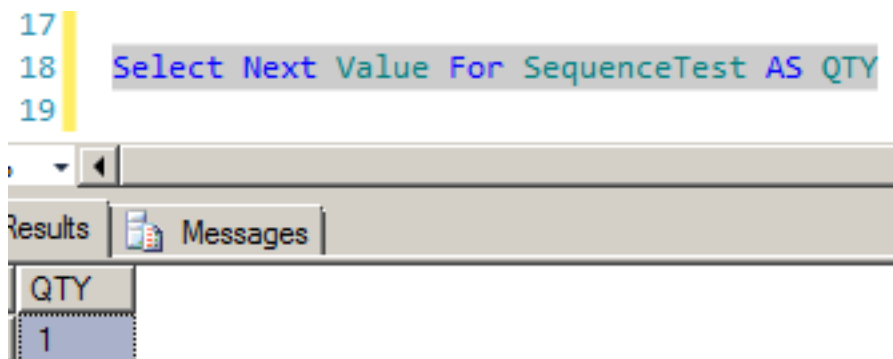 17
18 Select Next Value For SequenceTest AS QTY
19
Results Messages
QTY
1